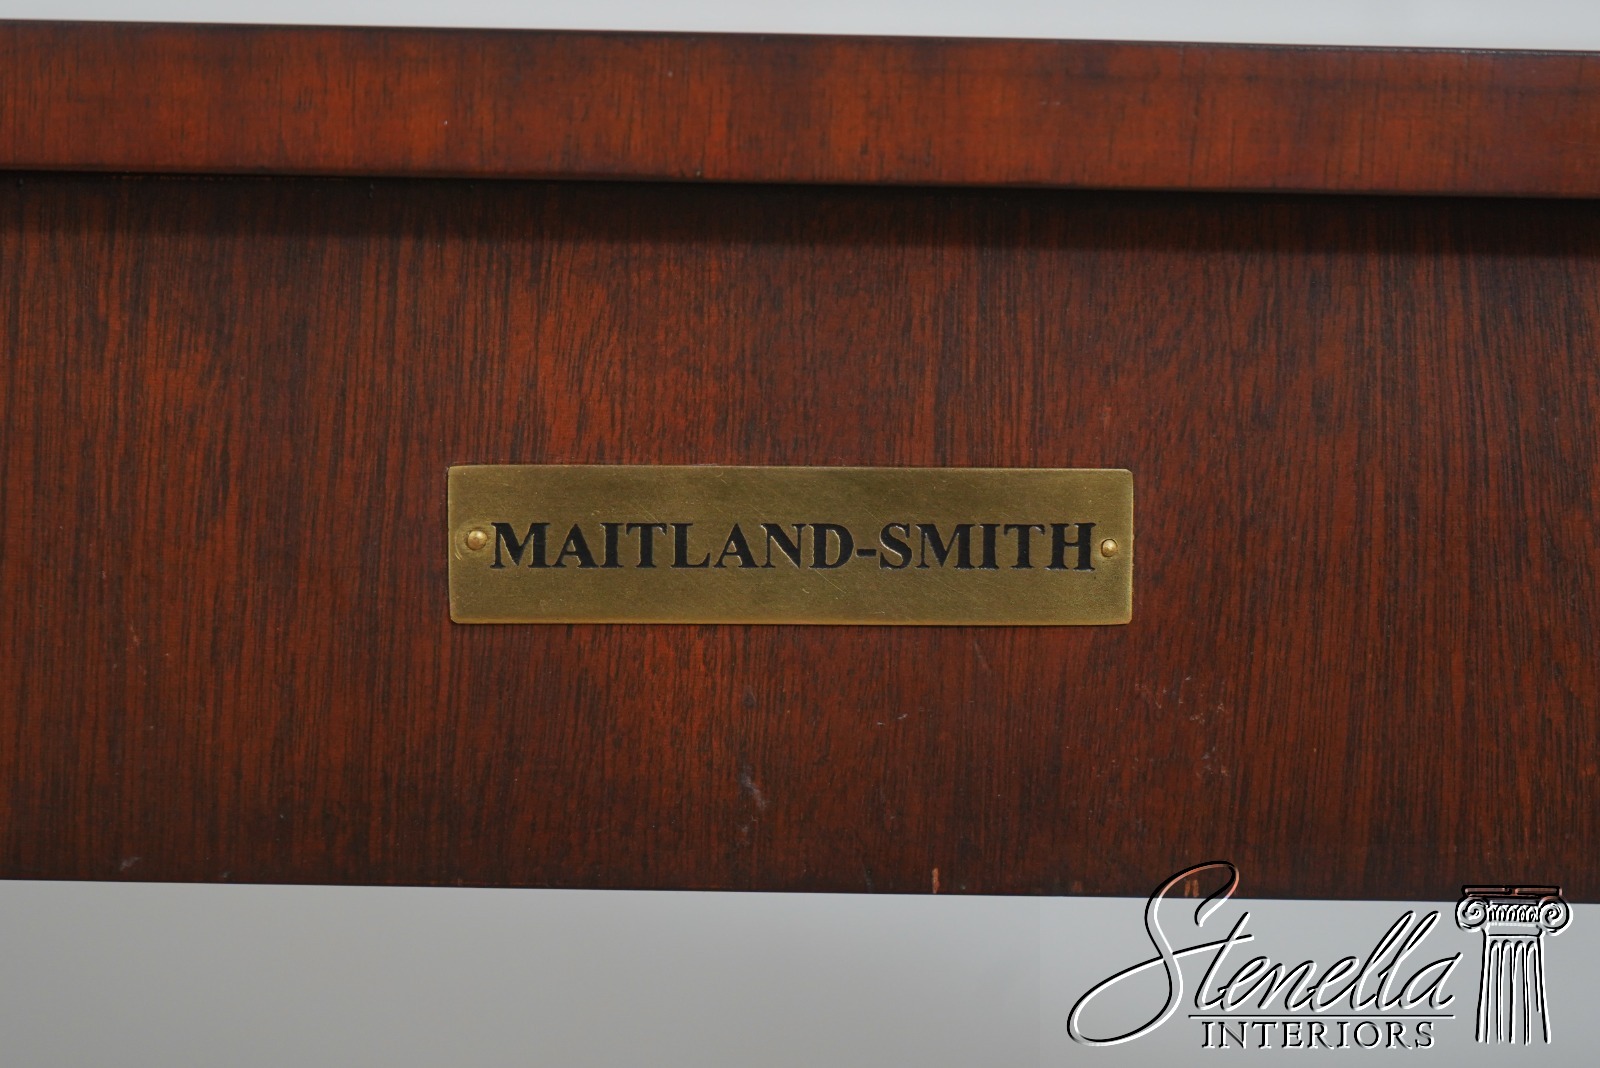 MAITLAND-SMITH
Stenella
INTERIORS